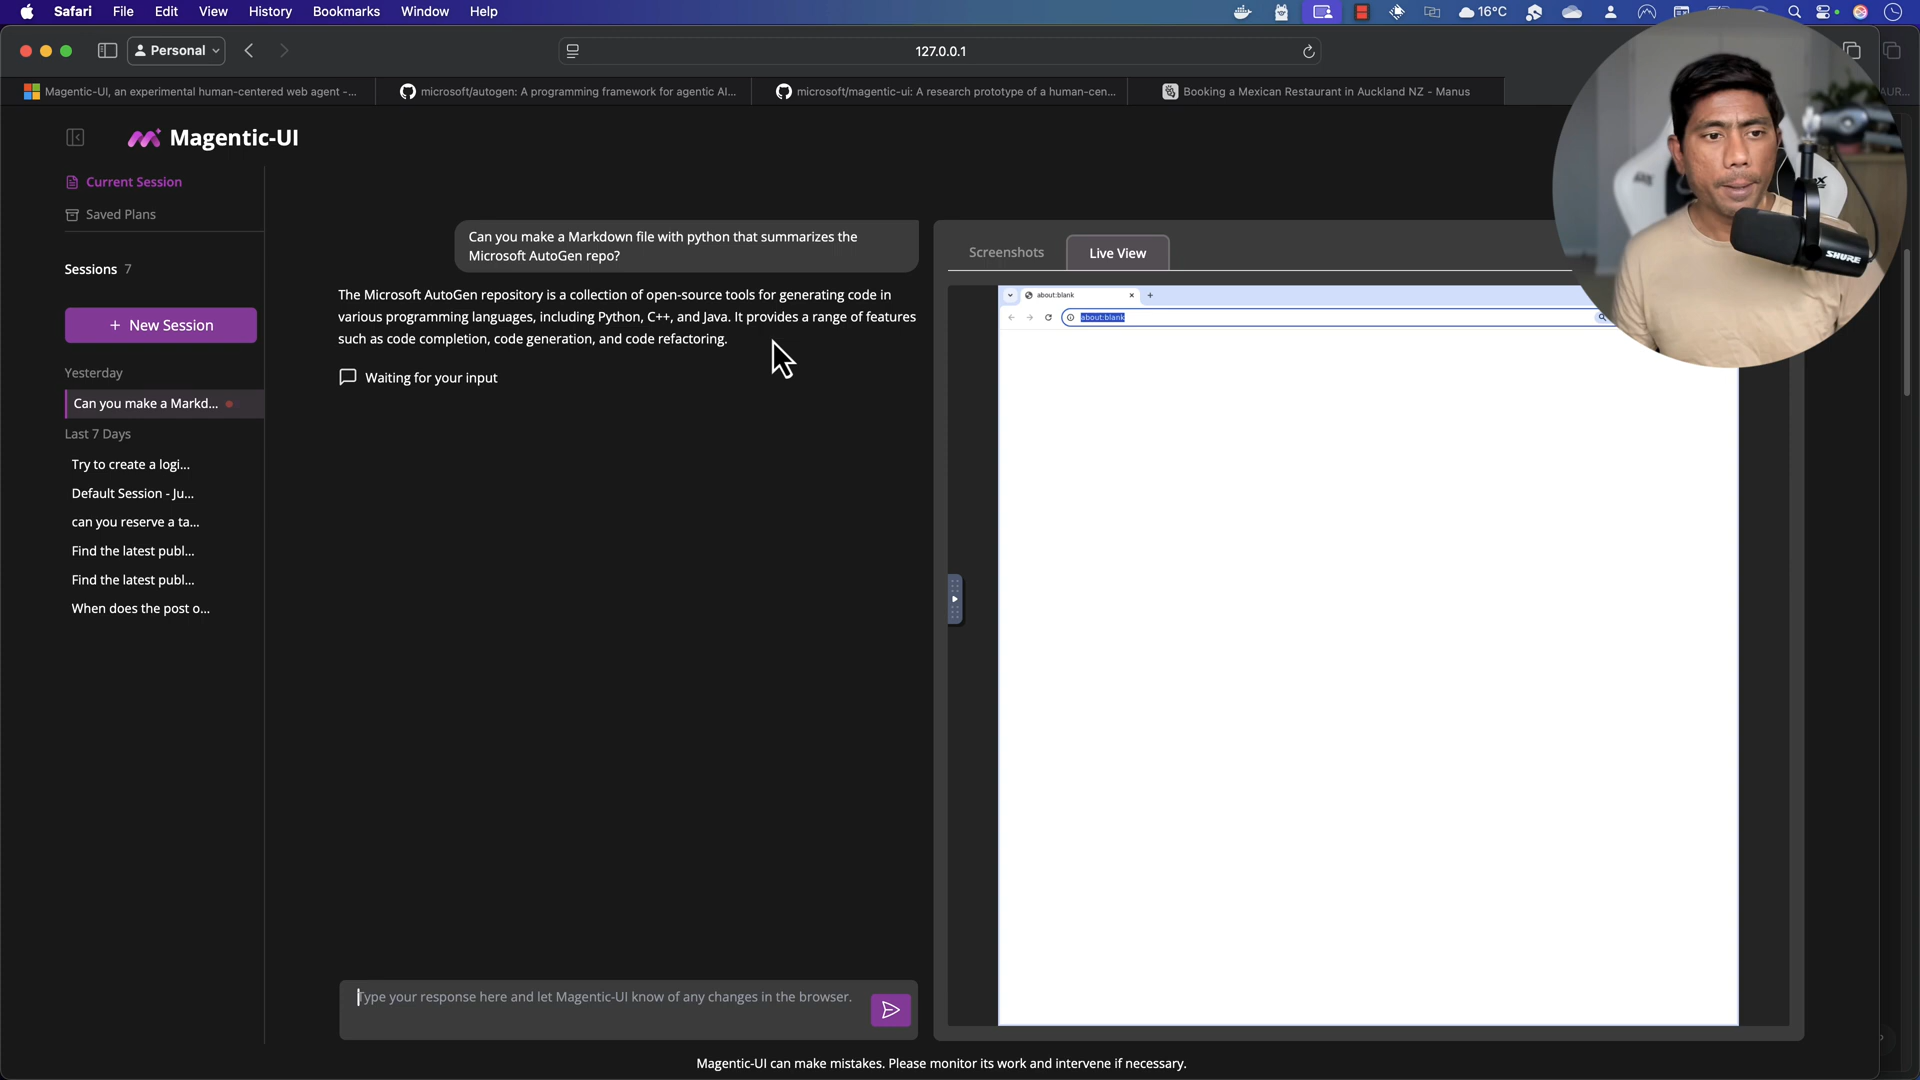 Safari File Edit View History Bookmarks Window Help 16°C
Personal 127.0.0.1
Magentic-UI, an experimental human-centered web agent -... microsoft/autogen: A programming framework for agentic AI... microsoft/magentic-ui: A research prototype of a human-cen... Booking a Mexican Restaurant in Auckland NZ - Manus AUR...
Magentic-UI
Current Session
Saved Plans
Sessions 7
+ New Session
Yesterday
Can you make a Markd...
Last 7 Days
Try to create a logi...
Default Session - Ju...
can you reserve a ta...
Find the latest publ...
Find the latest publ...
When does the post o...
Can you make a Markdown file with python that summarizes the
Microsoft AutoGen repo?
The Microsoft AutoGen repository is a collection of open-source tools for generating code in
various programming languages, including Python, C++, and Java. It provides a range of features
such as code completion, code generation, and code refactoring.
Waiting for your input
Type your response here and let Magentic-UI know of any changes in the browser.
Screenshots Live View
about:blank
about:blank
SHURE
Magentic-UI can make mistakes. Please monitor its work and intervene if necessary.